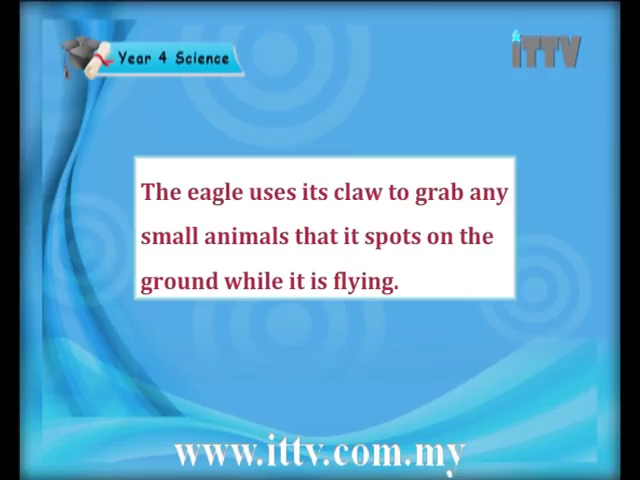 Year 4 Science
iTTV
The eagle uses its claw to grab any
small animals that it spots on the
ground while it is flying.
www.ittv.com.my